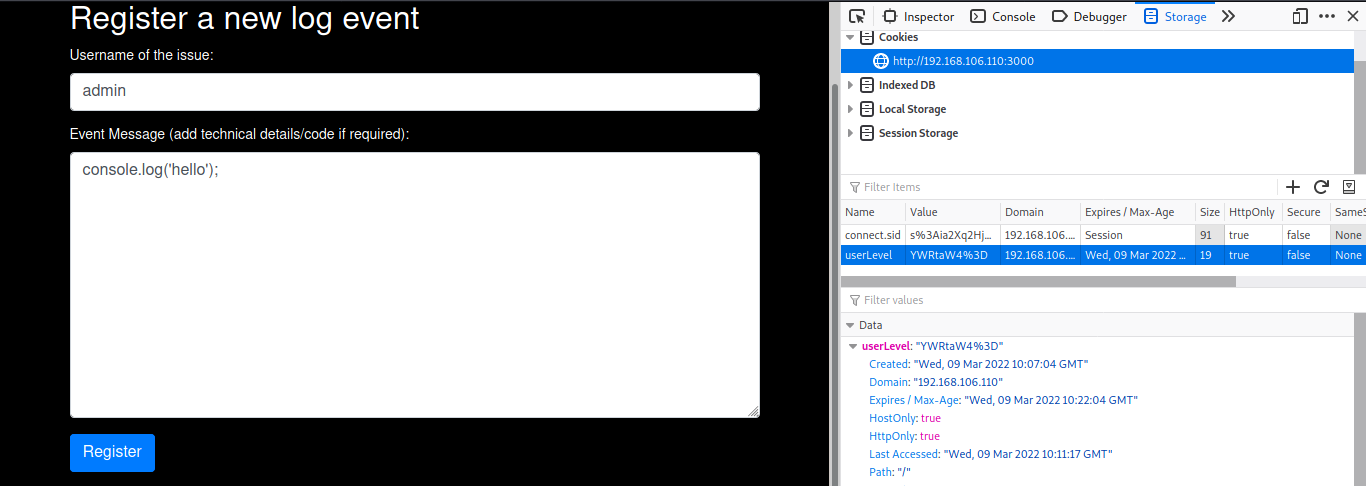 Register a new log event
Username of the issue:
admin
Event Message (add technical details/code if required):
console.log('hello');
Register
Inspector Console Debugger Storage
Cookies
http://192.168.106.110:3000
Indexed DB
Local Storage
Session Storage
Filter Items
Name Value Domain Expires / Max-Age Size HttpOnly Secure SameS
connect.sid s%3Aia2Xq2Hj… 192.168.106.… Session 91 true false None
userLevel YWRtaW4%3D 192.168.106.… Wed, 09 Mar 2022 … 19 true false None
Filter values
Data
userLevel: "YWRtaW4%3D"
Created: "Wed, 09 Mar 2022 10:07:04 GMT"
Domain: "192.168.106.110"
Expires / Max-Age: "Wed, 09 Mar 2022 10:22:04 GMT"
HostOnly: true
HttpOnly: true
Last Accessed: "Wed, 09 Mar 2022 10:11:17 GMT"
Path: "/"